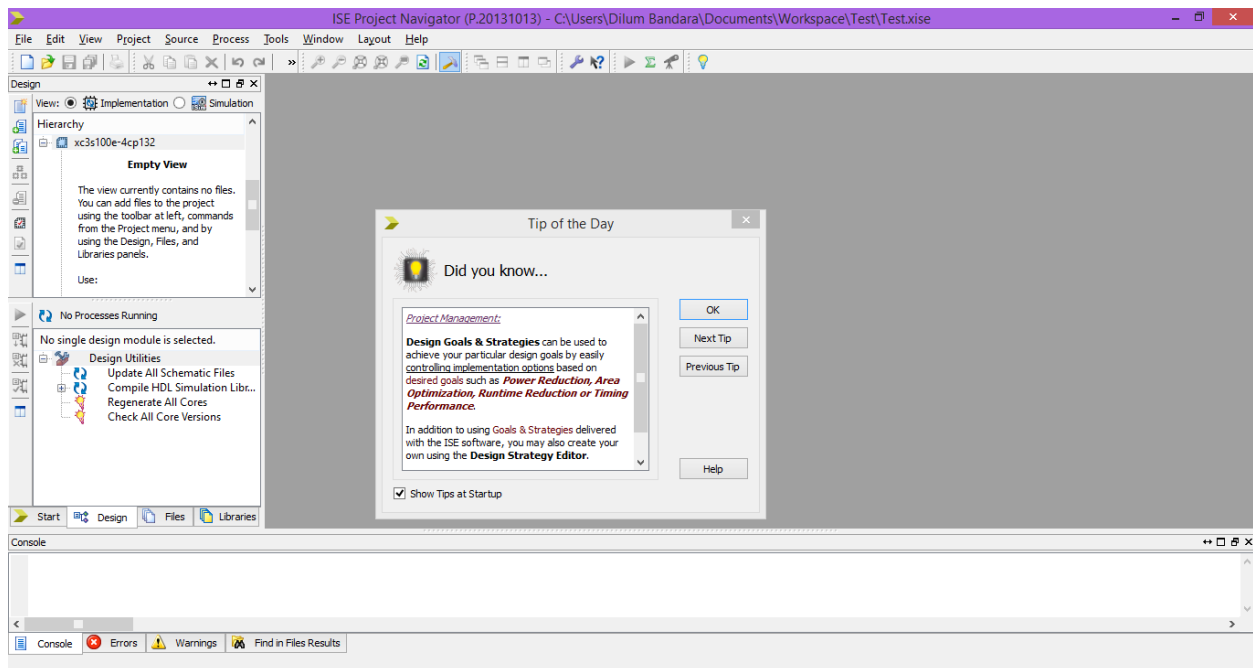 ISE Project Navigator (P.20131013) - C:\Users\Dilum Bandara\Documents\Workspace\Test\Test.xise
File Edit View Project Source Process Tools Window Layout Help
Design
View: Implementation Simulation
Hierarchy
xc3s100e-4cp132
Empty View
The view currently contains no files.
You can add files to the project
using the toolbar at left, commands
from the Project menu, and by
using the Design, Files, and
Libraries panels.
Use:
No Processes Running
No single design module is selected.
Design Utilities
Update All Schematic Files
Compile HDL Simulation Libr...
Regenerate All Cores
Check All Core Versions
Start Design Files Libraries
Tip of the Day
Did you know...
Project Management:
Design Goals & Strategies can be used to
achieve your particular design goals by easily
controlling implementation options based on
desired goals such as Power Reduction, Area
Optimization, Runtime Reduction or Timing
Performance.
In addition to using Goals & Strategies delivered
with the ISE software, you may also create your
own using the Design Strategy Editor.
OK
Next Tip
Previous Tip
Help
Show Tips at Startup
Console
Console Errors Warnings Find in Files Results